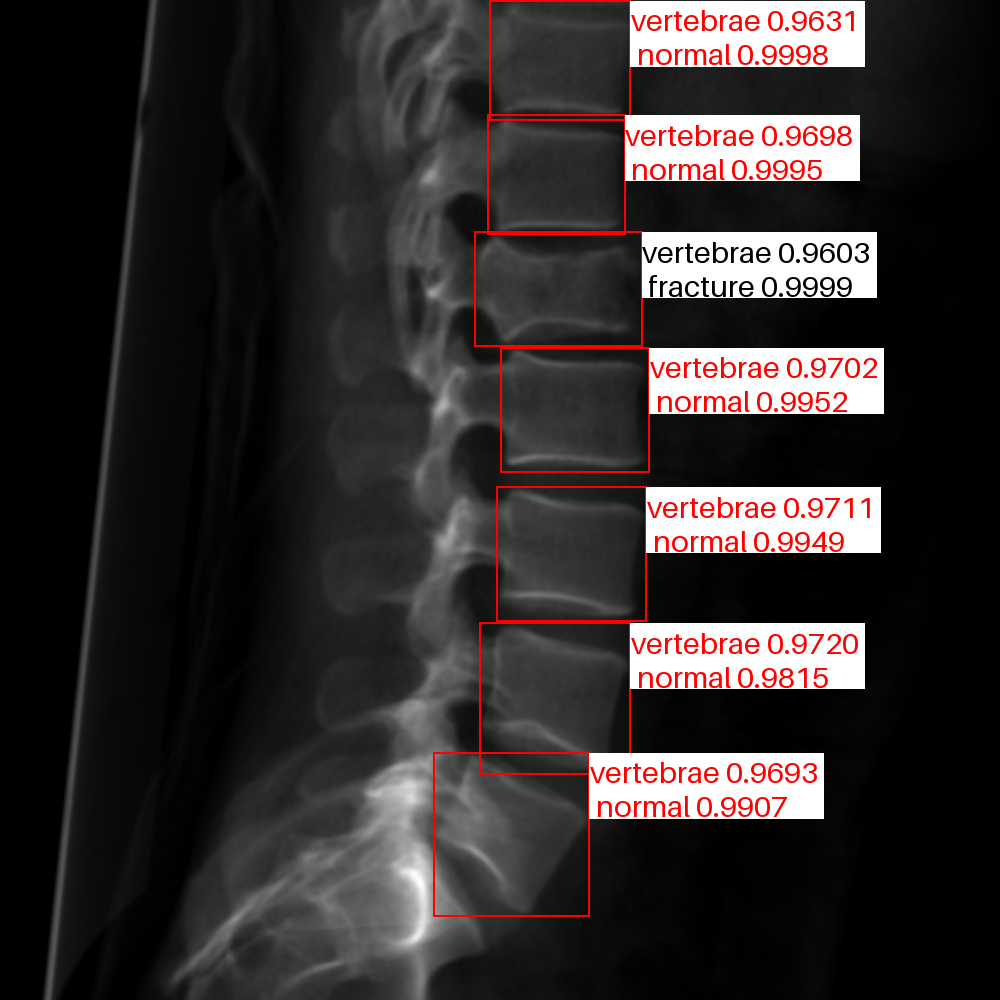 vertebrae 0.9631
normal 0.9998
vertebrae 0.9698
normal 0.9995
vertebrae 0.9603
fracture 0.9999
vertebrae 0.9702
normal 0.9952
vertebrae 0.9711
normal 0.9949
vertebrae 0.9720
normal 0.9815
vertebrae 0.9693
normal 0.9907